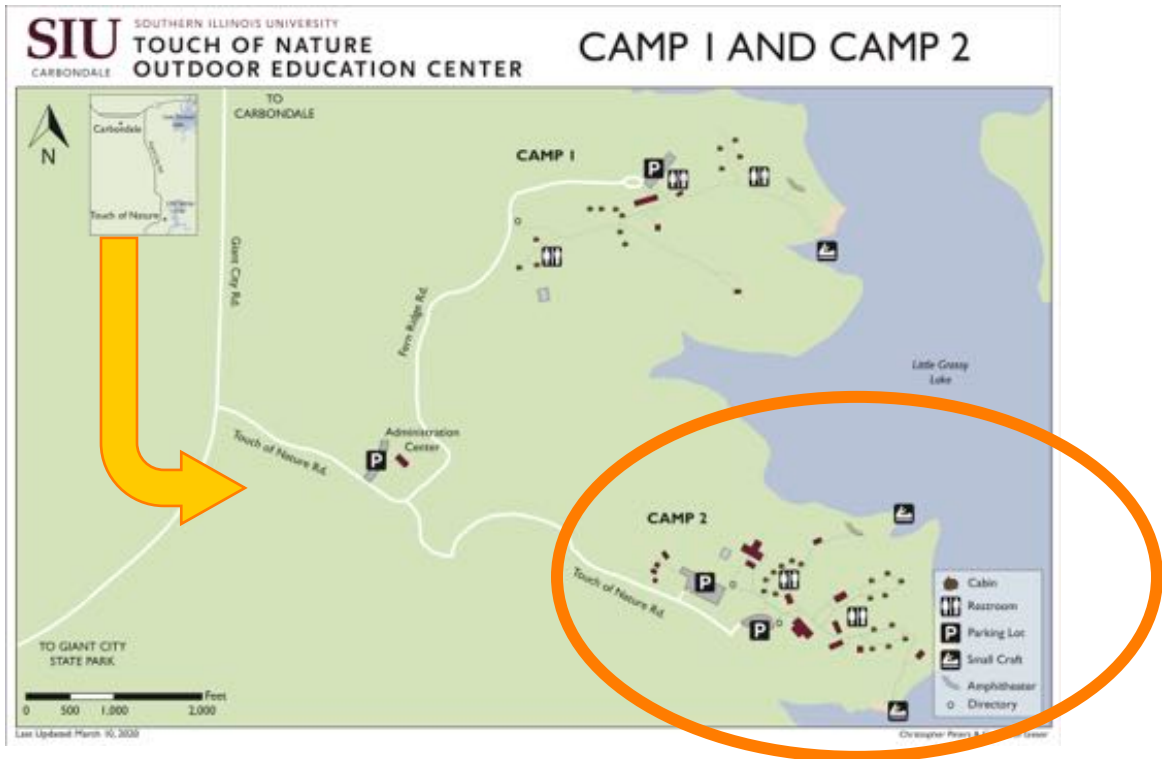 SIU
CARBONDALE
SOUTHERN ILLINOIS UNIVERSITY
TOUCH OF NATURE
OUTDOOR EDUCATION CENTER
CAMP 1 AND CAMP 2
N
Carbondale
Touch of Nature
TO
CARBONDALE
Giant City
Rd.
CAMP 1
P
Fern Ridge Rd.
Little Grassy
Lake
Administration
Center
P
Touch of Nature Rd.
CAMP 2
P
Touch of Nature Rd.
P
TO GIANT CITY
STATE PARK
Feet
0 500 1,000 2,000
Cabin
Restroom
P Parking Lot
Small Craft
Amphitheater
Directory
Last Updated: March 10, 2020
Christopher Peters &